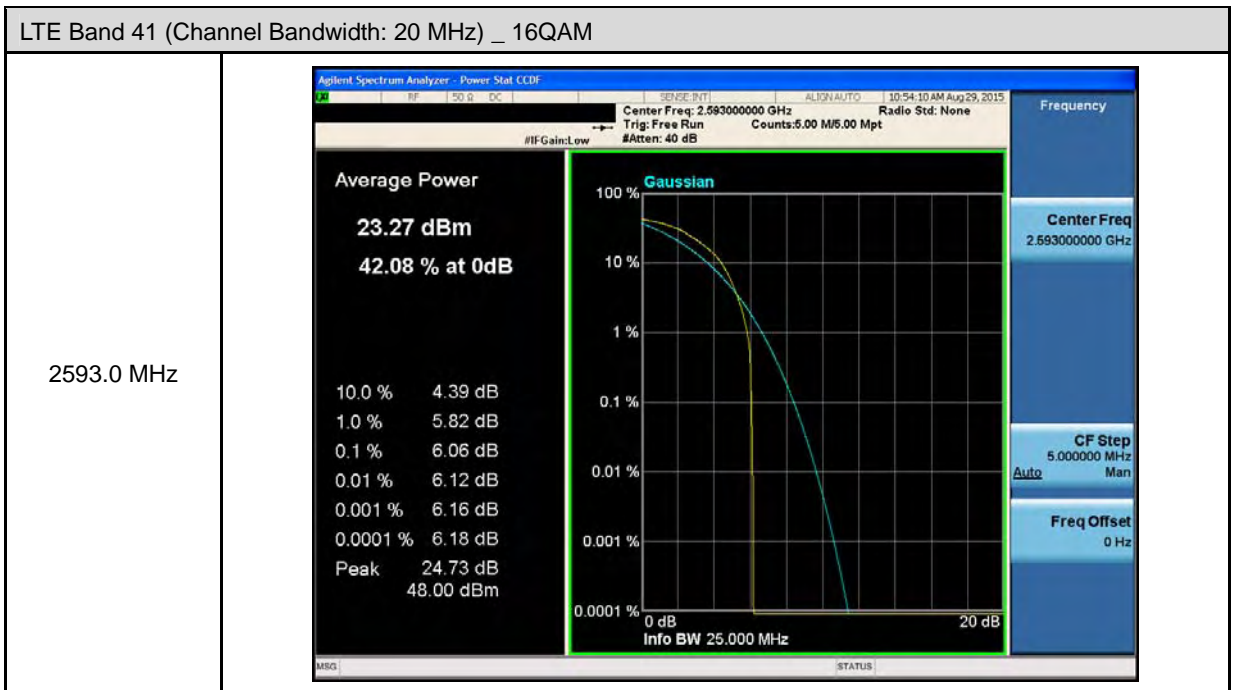 LTE Band 41 (Channel Bandwidth: 20 MHz) _ 16QAM
2593.0 MHz
Agilent Spectrum Analyzer - Power Stat CCDF
RF 50 Ω DC SENSE:INT ALIGN AUTO 10:54:10 AM Aug 29, 2015
Center Freq: 2.593000000 GHz Radio Std: None
Trig: Free Run Counts:5.00 M/5.00 Mpt
#IFGain:Low #Atten: 40 dB
Average Power
23.27 dBm
42.08 % at 0dB
10.0 % 4.39 dB
1.0 % 5.82 dB
0.1 % 6.06 dB
0.01 % 6.12 dB
0.001 % 6.16 dB
0.0001 % 6.18 dB
Peak 24.73 dB
48.00 dBm
Gaussian
100 %
10 %
1 %
0.1 %
0.01 %
0.001 %
0.0001 %
0 dB 20 dB
Info BW 25.000 MHz
Frequency
Center Freq
2.593000000 GHz
CF Step
5.000000 MHz
Auto Man
Freq Offset
0 Hz
MSG STATUS